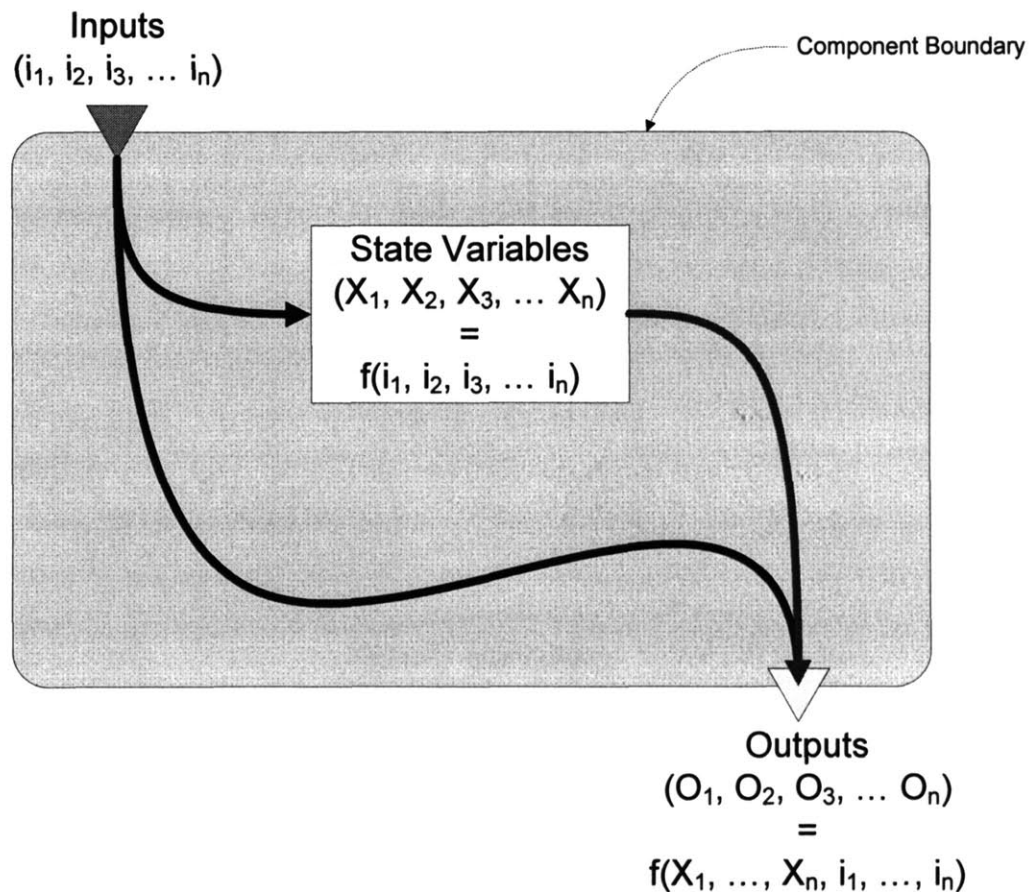 Inputs
(i₁, i₂, i₃, … iₙ)
Component Boundary
State Variables
(X₁, X₂, X₃, … Xₙ)
=
f(i₁, i₂, i₃, … iₙ)
Outputs
(O₁, O₂, O₃, … Oₙ)
=
f(X₁, …, Xₙ, i₁, …, iₙ)